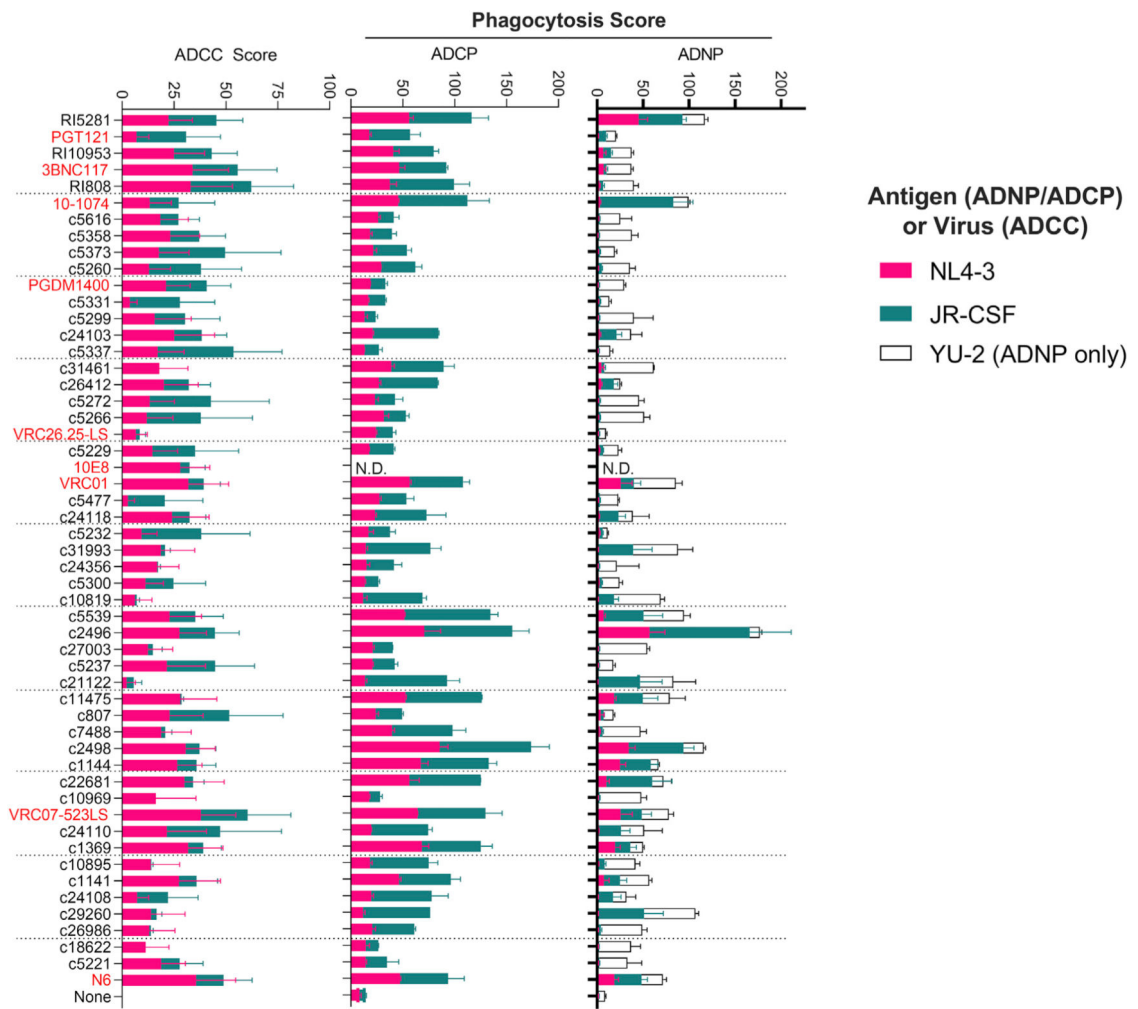 Phagocytosis Score
ADCC Score
ADCP
ADNP
0 25 50 75 100
0 50 100 150 200
0 50 100 150 200
RI5281
PGT121
RI10953
3BNC117
RI808
10-1074
c5616
c5358
c5373
c5260
PGDM1400
c5331
c5299
c24103
c5337
c31461
c26412
c5272
c5266
VRC26.25-LS
c5229
10E8 N.D. N.D.
VRC01
c5477
c24118
c5232
c31993
c24356
c5300
c10819
c5539
c2496
c27003
c5237
c21122
c11475
c807
c7488
c2498
c1144
c22681
c10969
VRC07-523LS
c24110
c1369
c10895
c1141
c24108
c29260
c26986
c18622
c5221
N6
None
Antigen (ADNP/ADCP)
or Virus (ADCC)
NL4-3
JR-CSF
YU-2 (ADNP only)